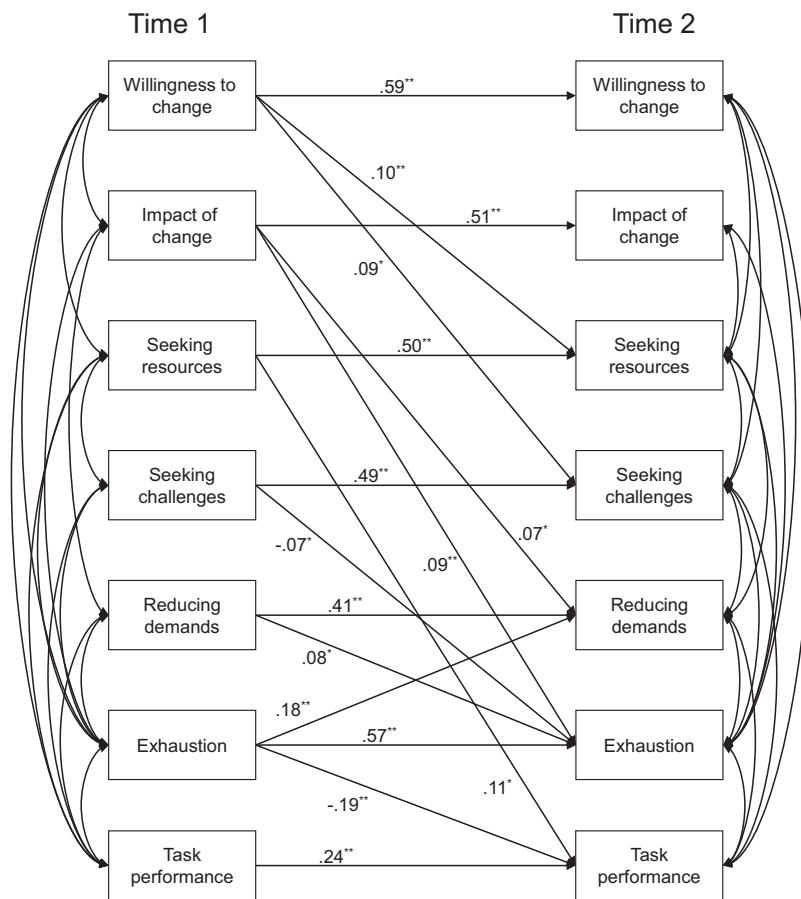 Time 1
Time 2
Willingness to
change
.59**
Willingness to
change
.10**
Impact of
change
.51**
Impact of
change
.09*
Seeking
resources
.50**
Seeking
resources
Seeking
challenges
.49**
Seeking
challenges
-.07*
.09**
.07*
Reducing
demands
.41**
Reducing
demands
.08*
.18**
Exhaustion
.57**
Exhaustion
-.19**
.11*
Task
performance
.24**
Task
performance